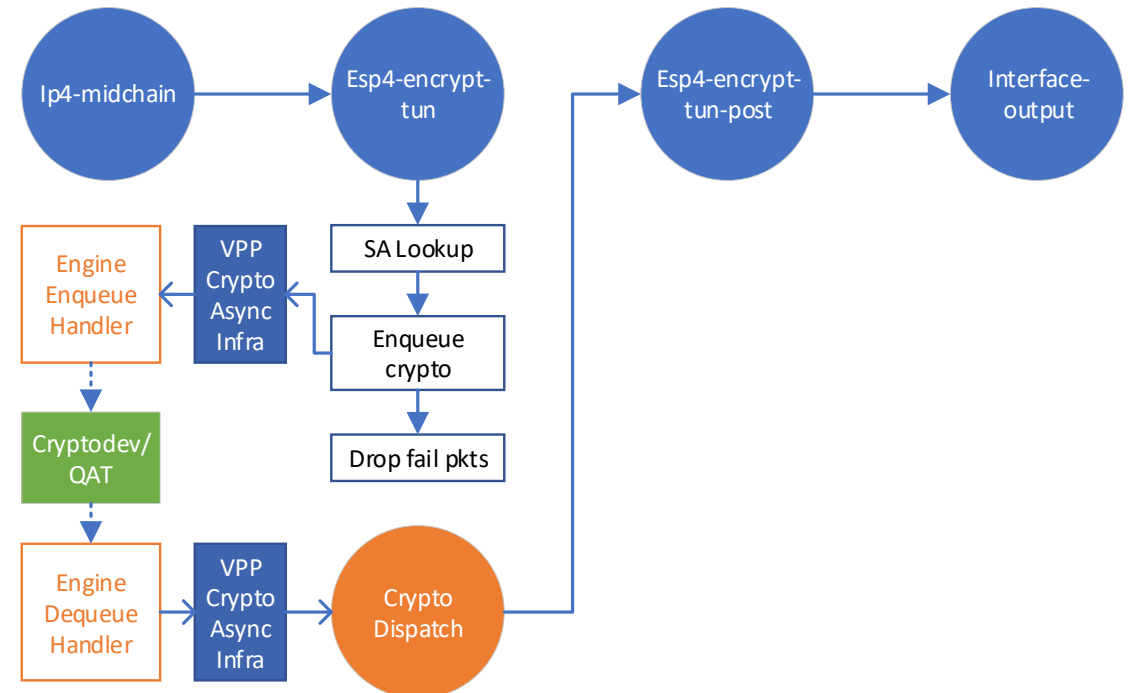 Ip4-midchain
Esp4-encrypt-
tun
Esp4-encrypt-
tun-post
Interface-
output
SA Lookup
Engine
Enqueue
Handler
VPP
Crypto
Async
Infra
Enqueue
crypto
Cryptodev/
QAT
Drop fail pkts
Engine
Dequeue
Handler
VPP
Crypto
Async
Infra
Crypto
Dispatch